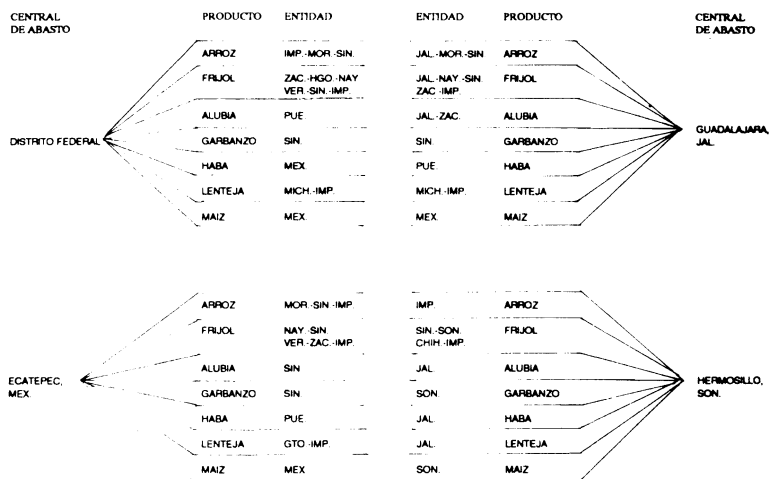 CENTRAL DE ABASTO PRODUCTO ENTIDAD ENTIDAD PRODUCTO CENTRAL DE ABASTO
ARROZ IMP.-MOR.-SIN. JAL.-MOR.-SIN ARROZ
FRIJOL ZAC.-HGO.-NAY JAL.-NAY.-SIN. FRIJOL
VER.-SIN.-IMP. ZAC.-IMP.
ALUBIA PUE. JAL.-ZAC. ALUBIA
DISTRITO FEDERAL GARBANZO SIN. SIN. GARBANZO GUADALAJARA, JAL.
HABA MEX. PUE. HABA
LENTEJA MICH.-IMP. MICH.-IMP. LENTEJA
MAIZ MEX. MEX. MAIZ
ARROZ MOR.-SIN.-IMP. IMP. ARROZ
FRIJOL NAY.-SIN. SIN.-SON. FRIJOL
VER.-ZAC.-IMP. CHIH.-IMP.
ALUBIA SIN JAL. ALUBIA
ECATEPEC, MEX. GARBANZO SIN. SON. GARBANZO HERMOSILLO, SON.
HABA PUE. JAL. HABA
LENTEJA GTO.-IMP. JAL. LENTEJA
MAIZ MEX SON. MAIZ